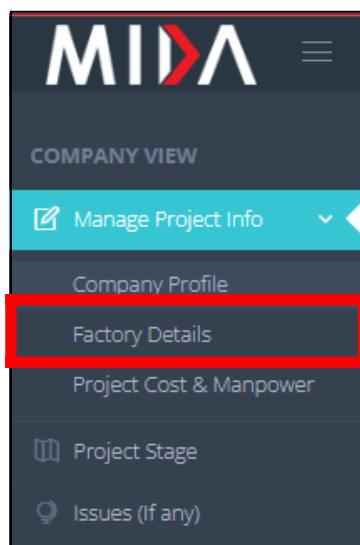 MIDA
COMPANY VIEW
Manage Project Info
Company Profile
Factory Details
Project Cost & Manpower
Project Stage
Issues (If any)